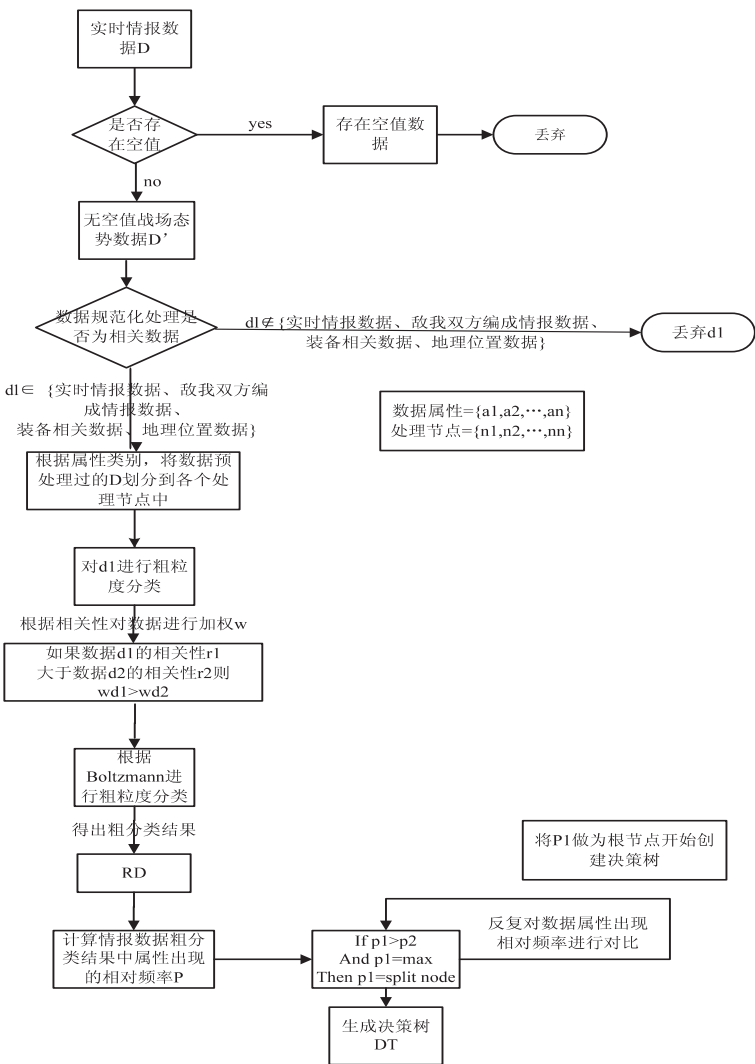 实时情报数
据D
是否存
在空值
yes
存在空值数
据
丢弃
no
无空值战场态
势数据D’
数据规范化处理是
否为相关数据
dl∉{实时情报数据、敌我双方编成情报数据、
装备相关数据、地理位置数据}
丢弃d1
dl∈ {实时情报数据、敌我双方编
成情报数据、
装备相关数据、地理位置数据}
数据属性={a1,a2,…,an}
处理节点={n1,n2,…,nn}
根据属性类别，将数据预
处理过的D划分到各个处
理节点中
对d1进行粗粒
度分类
根据相关性对数据进行加权w
如果数据d1的相关性r1
大于数据d2的相关性r2则
wd1>wd2
根据
Boltzmann进
行粗粒度分类
得出粗分类结果
将P1做为根节点开始创
建决策树
RD
计算情报数据粗分
类结果中属性出现
的相对频率P
If p1>p2
And p1=max
Then p1=split node
反复对数据属性出现
相对频率进行对比
生成决策树
DT